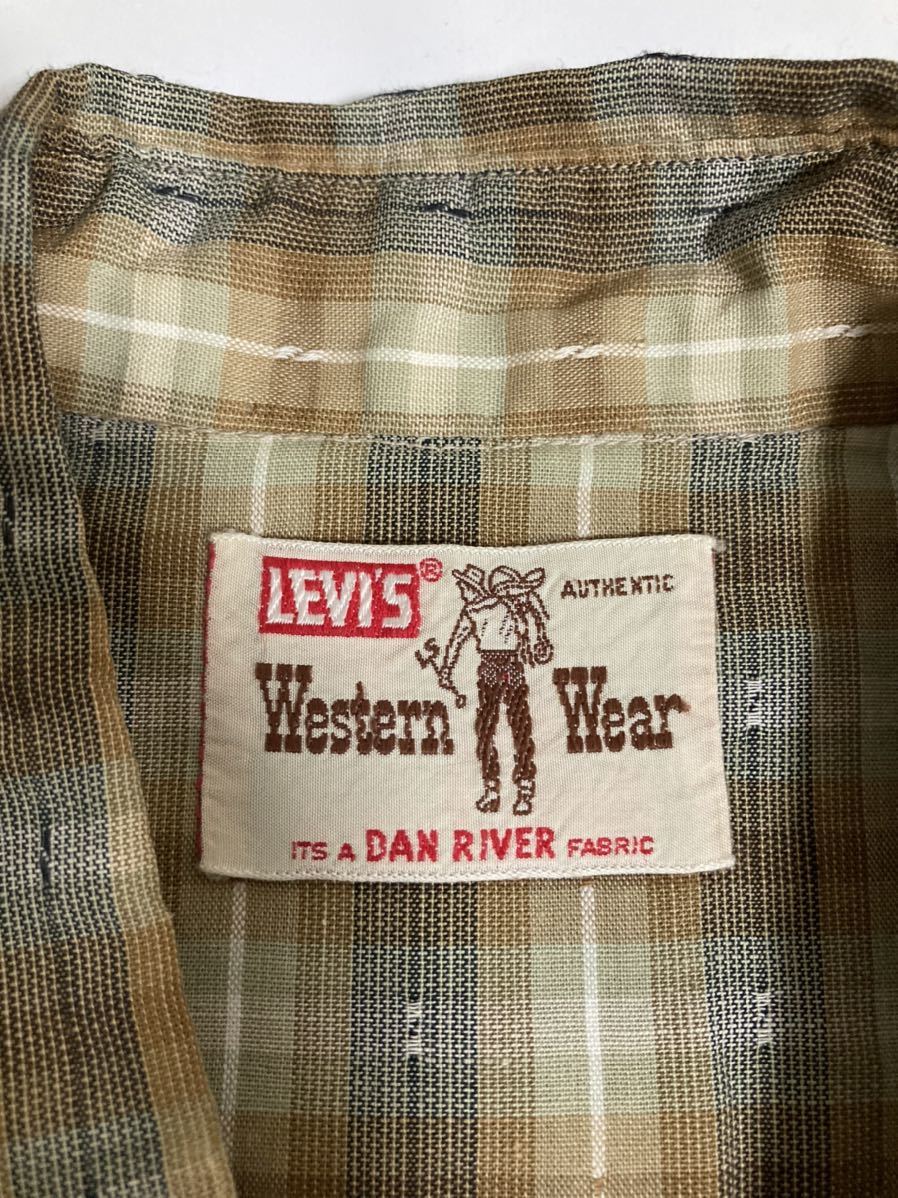 LEVI'S®
AUTHENTIC
Western Wear
ITS A DAN RIVER FABRIC